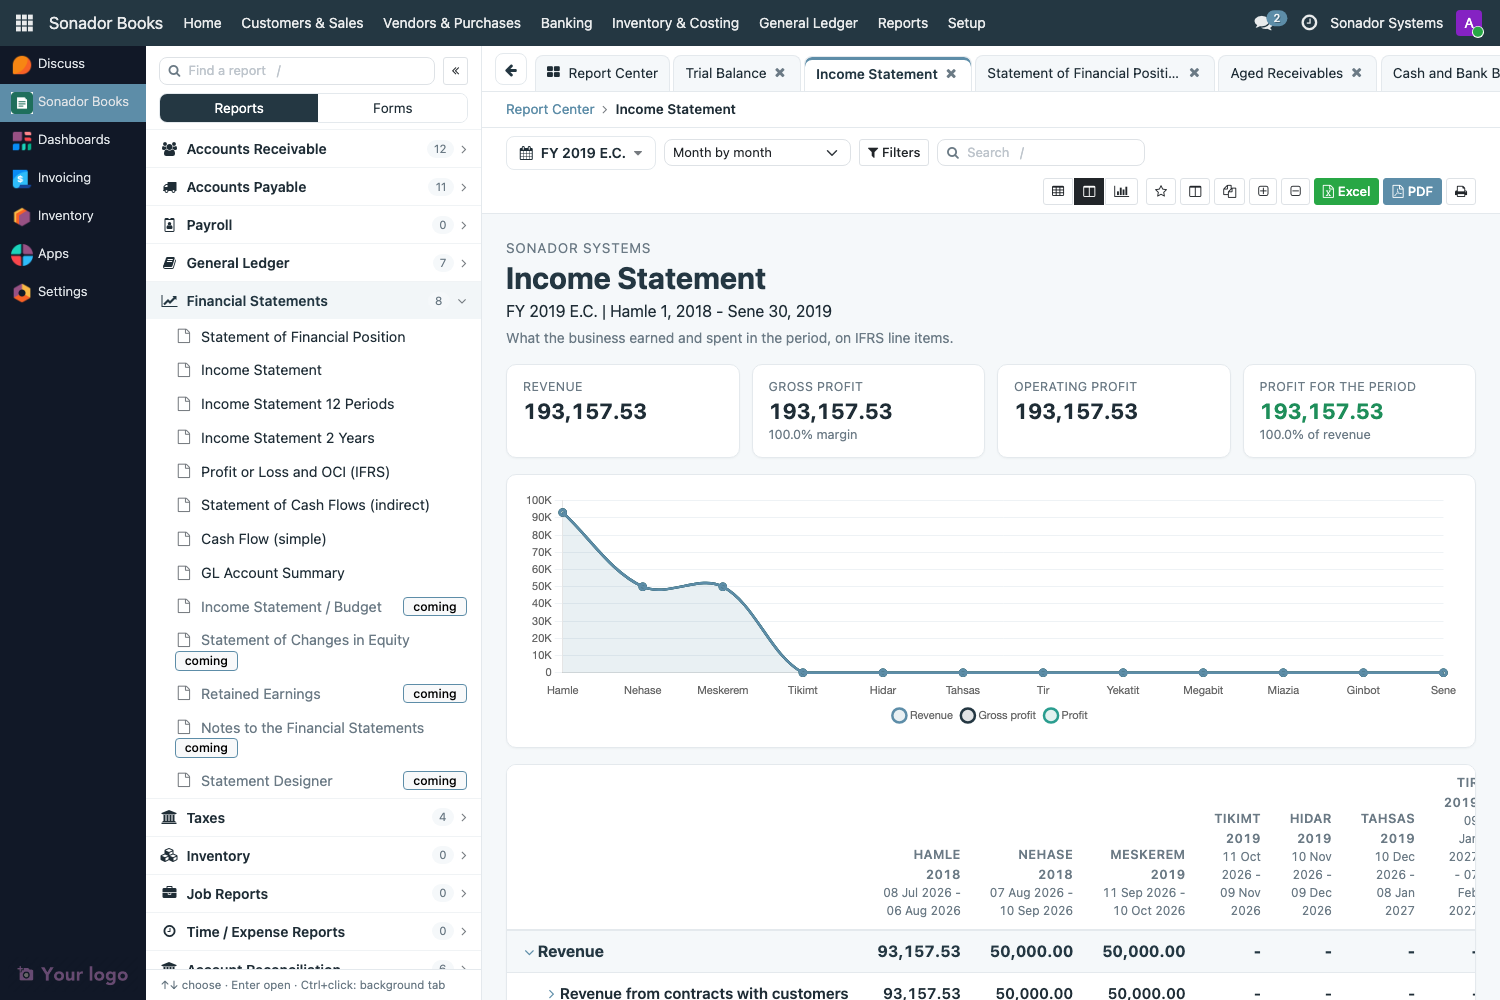 Sonador Books Home Customers & Sales Vendors & Purchases Banking Inventory & Costing General Ledger Reports Setup 2 Sonador Systems A
Discuss
Sonador Books
Dashboards
Invoicing
Inventory
Apps
Settings
Your logo
Find a report /
«
Reports Forms
Accounts Receivable 12
Accounts Payable 11
Payroll 0
General Ledger 7
Financial Statements 8
Statement of Financial Position
Income Statement
Income Statement 12 Periods
Income Statement 2 Years
Profit or Loss and OCI (IFRS)
Statement of Cash Flows (indirect)
Cash Flow (simple)
GL Account Summary
Income Statement / Budget coming
Statement of Changes in Equity
coming
Retained Earnings coming
Notes to the Financial Statements
coming
Statement Designer coming
Taxes 4
Inventory 0
Job Reports 0
Time / Expense Reports 0
Account Reconciliation 6
↑↓ choose · Enter open · Ctrl+click: background tab
Report Center Trial Balance Income Statement Statement of Financial Positi... Aged Receivables Cash and Bank B
Report Center > Income Statement
FY 2019 E.C. Month by month Filters Search /
Excel PDF
SONADOR SYSTEMS
Income Statement
FY 2019 E.C. | Hamle 1, 2018 - Sene 30, 2019
What the business earned and spent in the period, on IFRS line items.
REVENUE
193,157.53
GROSS PROFIT
193,157.53
100.0% margin
OPERATING PROFIT
193,157.53
PROFIT FOR THE PERIOD
193,157.53
100.0% of revenue
100K
90K
80K
70K
60K
50K
40K
30K
20K
10K
0
Hamle Nehase Meskerem Tikimt Hidar Tahsas Tir Yekatit Megabit Miazia Ginbot Sene
Revenue Gross profit Profit
HAMLE
2018
08 Jul 2026 -
06 Aug 2026
NEHASE
2018
07 Aug 2026 -
10 Sep 2026
MESKEREM
2019
11 Sep 2026 -
10 Oct 2026
TIKIMT
2019
11 Oct
2026 -
09 Nov
2026
HIDAR
2019
10 Nov
2026 -
09 Dec
2026
TAHSAS
2019
10 Dec
2026 -
08 Jan
2027
TIR
2019
09
Jan
2027
- 07
Feb
2027
Revenue 93,157.53 50,000.00 50,000.00 - - - -
Revenue from contracts with customers 93,157.53 50,000.00 50,000.00 - - - -